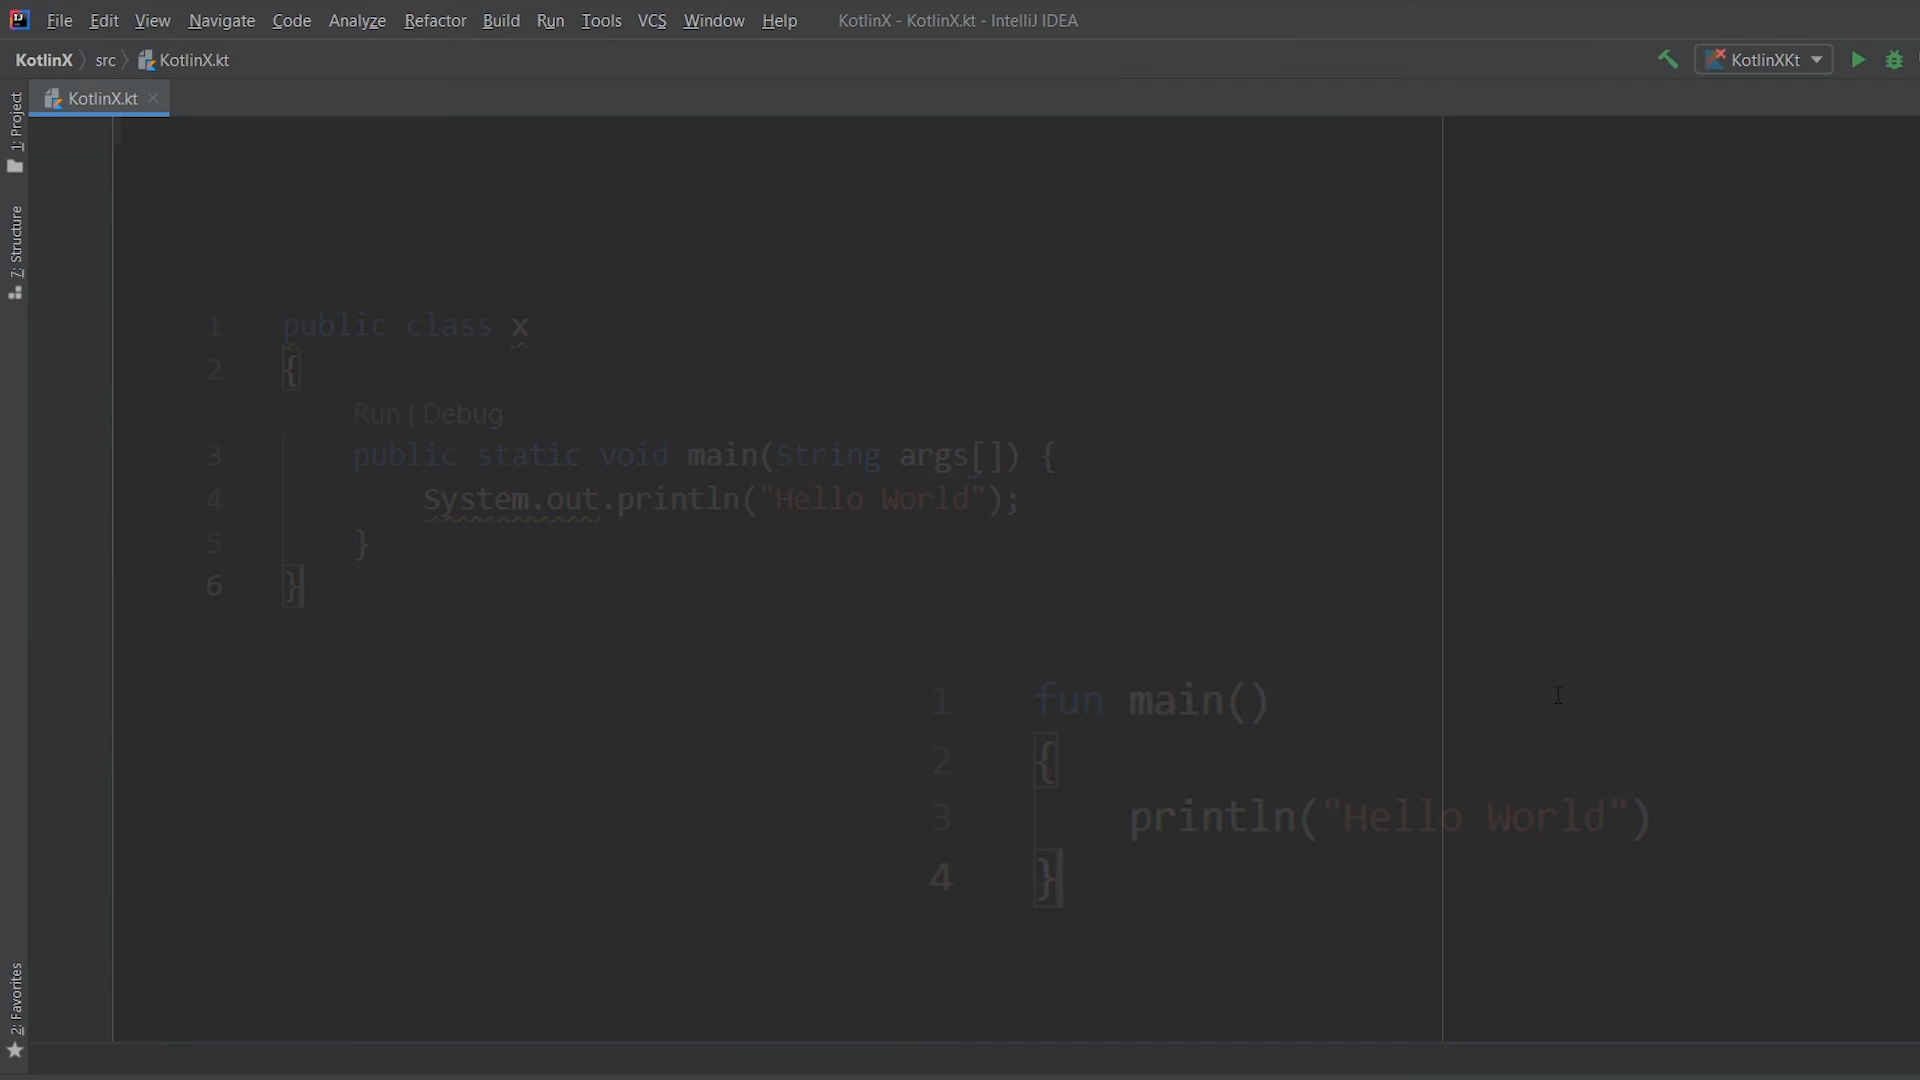 File Edit View Navigate Code Analyze Refactor Build Run Tools VCS Window Help KotlinX - KotlinX.kt - IntelliJ IDEA
KotlinX src KotlinX.kt KotlinXKt
KotlinX.kt
1: Project
7: Structure
1 public class x
2 {
Run | Debug
3 public static void main(String args[]) {
4 System.out.println("Hello World");
5 }
6 }
1 fun main()
2 {
3 println("Hello World")
4 }
2: Favorites